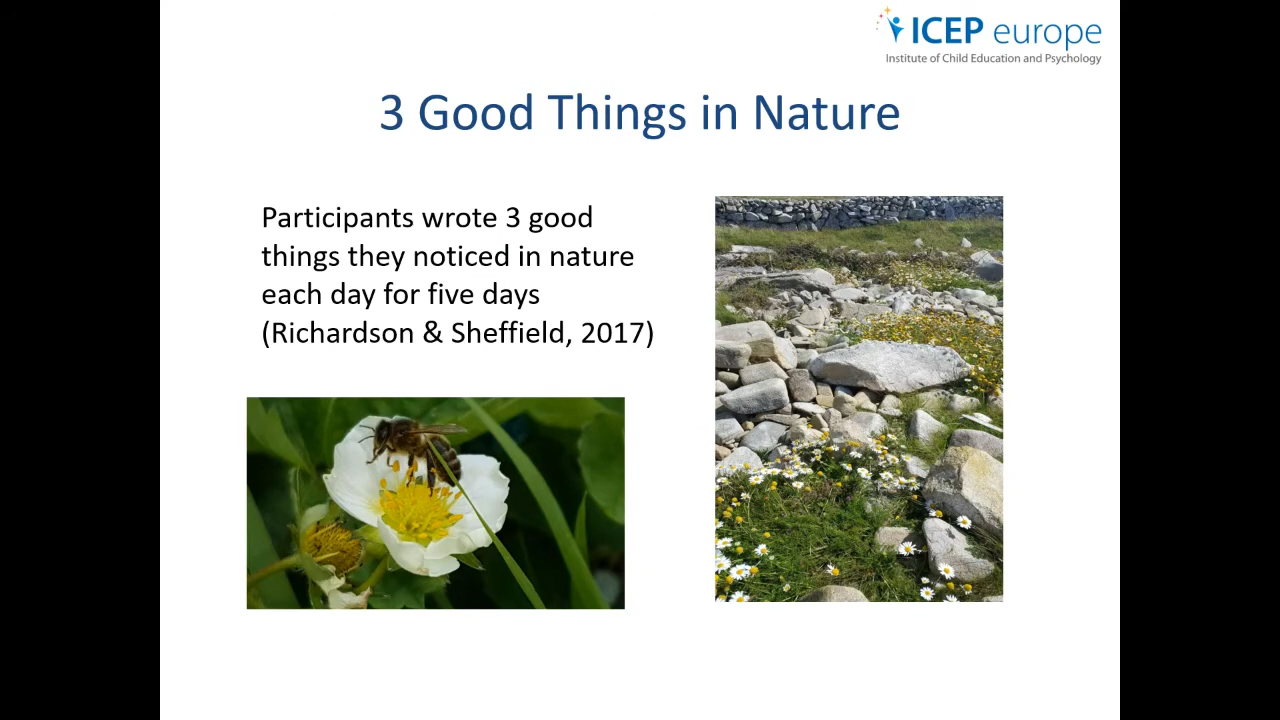 ICEP europe
Institute of Child Education and Psychology
3 Good Things in Nature
Participants wrote 3 good
things they noticed in nature
each day for five days
(Richardson & Sheffield, 2017)